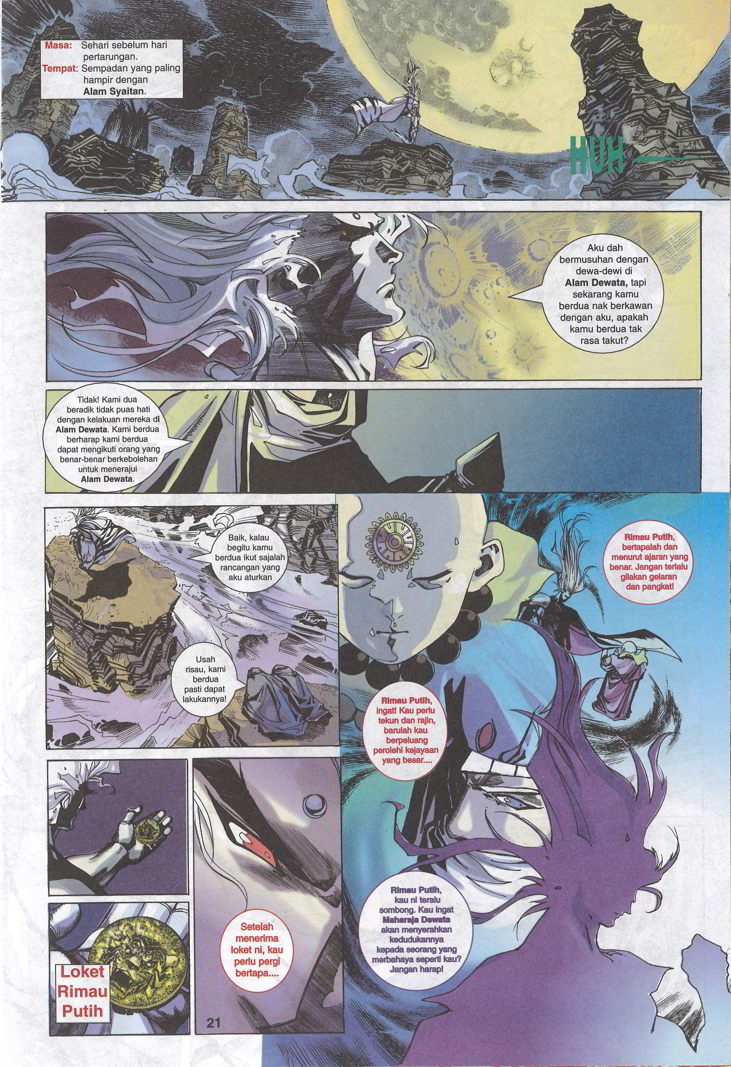 Masa: Sehari sebelum hari
pertarungan.
Tempat: Sempadan yang paling
hampir dengan
Alam Syaitan.
HUH
Aku dah
bermusuhan dengan
dewa-dewi di
Alam Dewata, tapi
sekarang kamu
berdua nak berkawan
dengan aku, apakah
kamu berdua tak
rasa takut?
Tidak! Kami dua
beradik tidak puas hati
dengan kelakuan mereka di
Alam Dewata. Kami berdua
berharap kami berdua
dapat mengikuti orang yang
benar-benar berkebolehan
untuk menerajui
Alam Dewata.
Baik, kalau
begitu kamu
berdua ikut sajalah
rancangan yang
aku aturkan
Usah
risau, kami
berdua
pasti dapat
lakukannya!
Rimau Putih,
bertapalah dan
menurut ajaran yang
benar. Jangan terlalu
gilakan gelaran
dan pangkat!
Rimau Putih,
ingat! Kau perlu
tekun dan rajin,
barulah kau
berpeluang
perolehi kejayaan
yang besar....
Rimau Putih,
kau ni teralu
sombong. Kau ingat
Maharaja Dewata
akan menyerahkan
kedudukannya
kepada seorang yang
merbahaya seperti kau?
Jangan harap!
Setelah
menerima
loket ni, kau
perlu pergi
bertapa....
Loket
Rimau
Putih
21